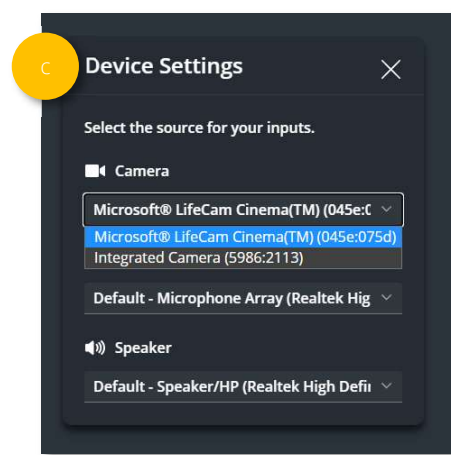 C
Device Settings
Select the source for your inputs.
Camera
Microsoft® LifeCam Cinema(TM) (045e:0
Microsoft® LifeCam Cinema(TM) (045e:075d)
Integrated Camera (5986:2113)
Default - Microphone Array (Realtek Hig
Speaker
Default - Speaker/HP (Realtek High Defin